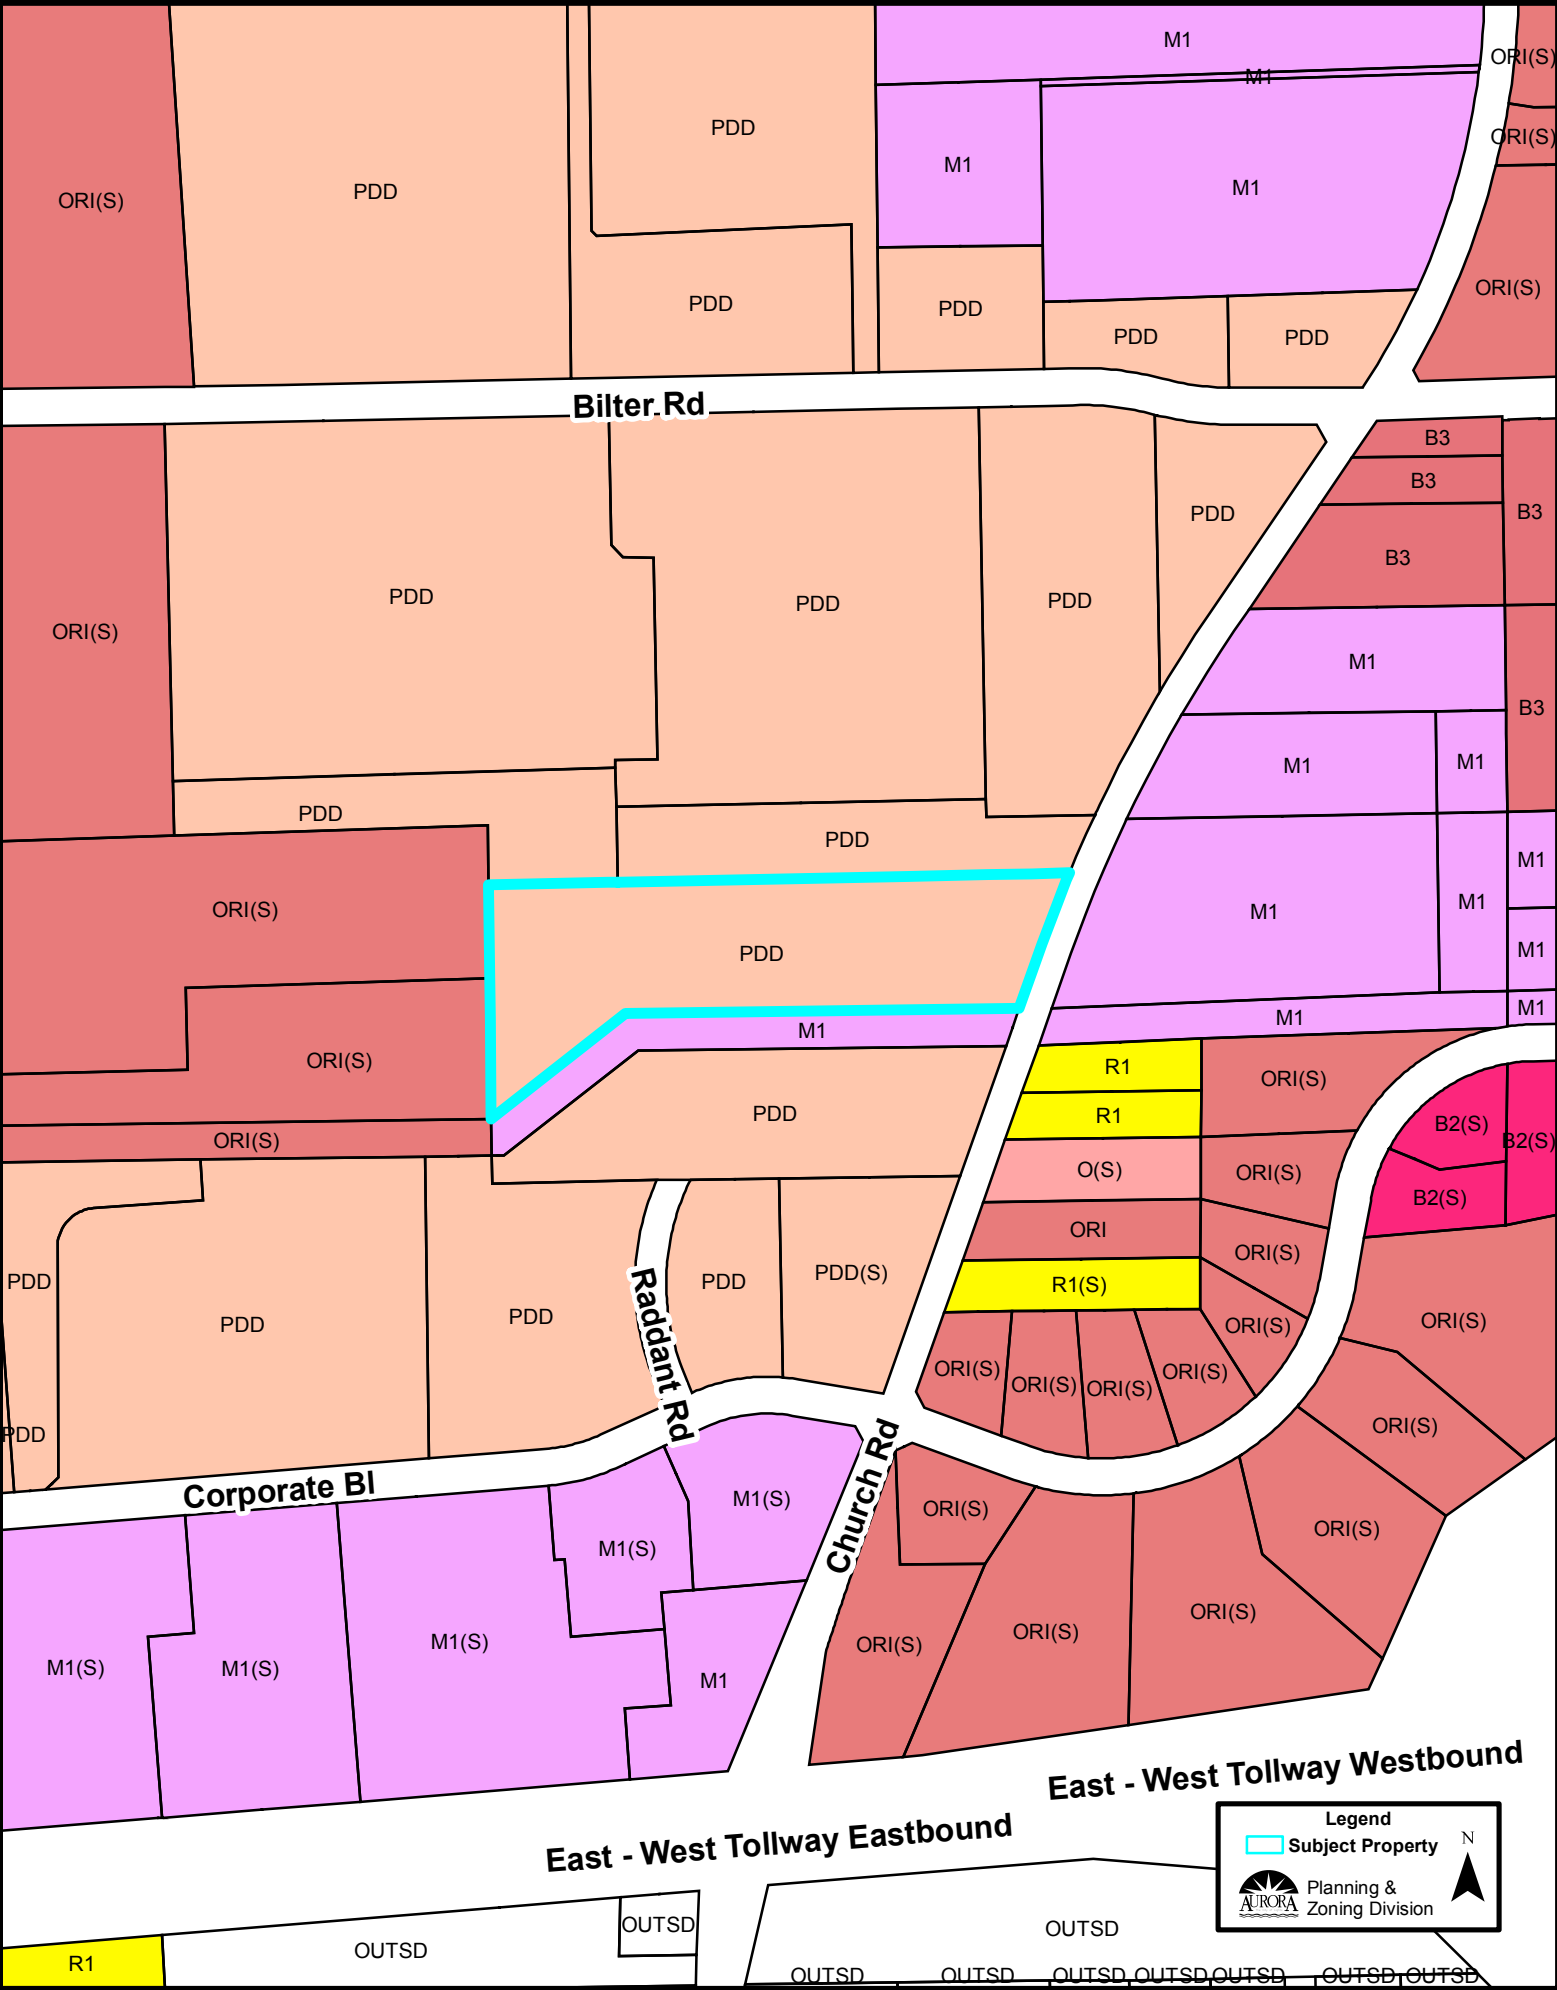 M1
ORI(S)
M1
PDD
ORI(S)
M1
M1
PDD
ORI(S)
ORI(S)
PDD
PDD
PDD
PDD
PDD
Bilter Rd
B3
B3
B3
PDD
B3
PDD
PDD
PDD
ORI(S)
M1
B3
M1
M1
PDD
PDD
M1
ORI(S)
M1
M1
M1
PDD
M1
M1
M1
ORI(S)
R1
ORI(S)
PDD
R1
B2(S)
B2(S)
ORI(S)
O(S)
ORI(S)
B2(S)
ORI
ORI(S)
PDD
PDD
PDD(S)
R1(S)
PDD
PDD
Raddant Rd
ORI(S)
ORI(S)
ORI(S)
ORI(S)
ORI(S)
ORI(S)
PDD
ORI(S)
Corporate Bl
Church Rd
M1(S)
ORI(S)
ORI(S)
M1(S)
ORI(S)
ORI(S)
ORI(S)
M1(S)
M1(S)
M1(S)
M1
East - West Tollway Westbound
East - West Tollway Eastbound
Legend
Subject Property
N
AURORA
Planning &
Zoning Division
OUTSD
OUTSD
OUTSD
R1
OUTSD
OUTSD
OUTSD
OUTSD
OUTSD
OUTSD
OUTSD